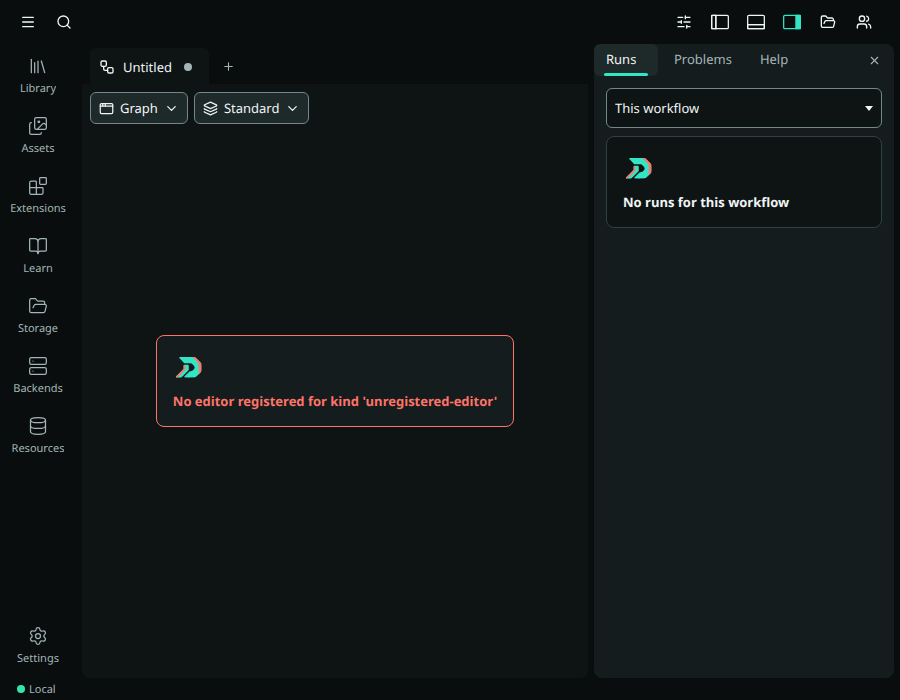 Untitled
Runs
Problems
Help
Library
Assets
Extensions
Learn
Storage
Backends
Resources
Settings
Local
Graph
Standard
No editor registered for kind 'unregistered-editor'
This workflow
No runs for this workflow